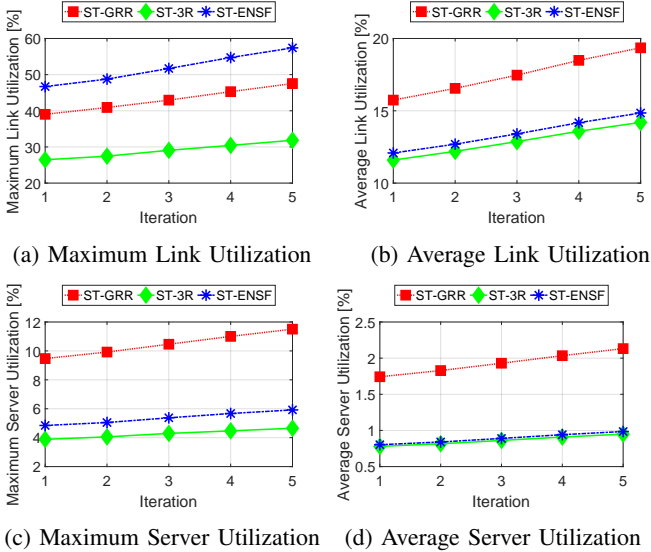 ST-GRR ST-3R ST-ENSF
Maximum Link Utilization [%]
60
50
40
30
20
1 2 3 4 5
Iteration
(a) Maximum Link Utilization
ST-GRR ST-3R ST-ENSF
Average Link Utilization [%]
20
15
10
1 2 3 4 5
Iteration
(b) Average Link Utilization
ST-GRR ST-3R ST-ENSF
Maximum Server Utilization [%]
12
10
8
6
4
2
1 2 3 4 5
Iteration
(c) Maximum Server Utilization
ST-GRR ST-3R ST-ENSF
Average Server Utilization [%]
2.5
2
1.5
1
0.5
1 2 3 4 5
Iteration
(d) Average Server Utilization